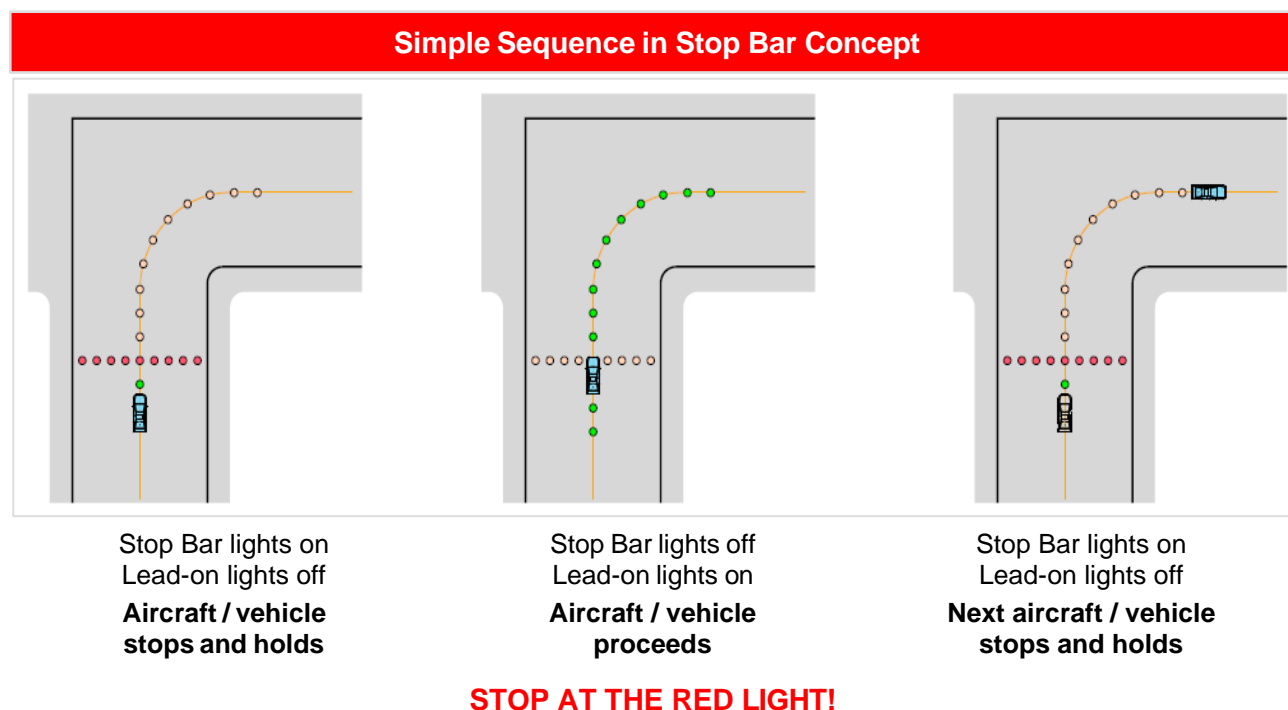 Simple Sequence in Stop Bar Concept
Stop Bar lights on
Lead-on lights off
Aircraft / vehicle
stops and holds
Stop Bar lights off
Lead-on lights on
Aircraft / vehicle
proceeds
Stop Bar lights on
Lead-on lights off
Next aircraft / vehicle
stops and holds
STOP AT THE RED LIGHT!